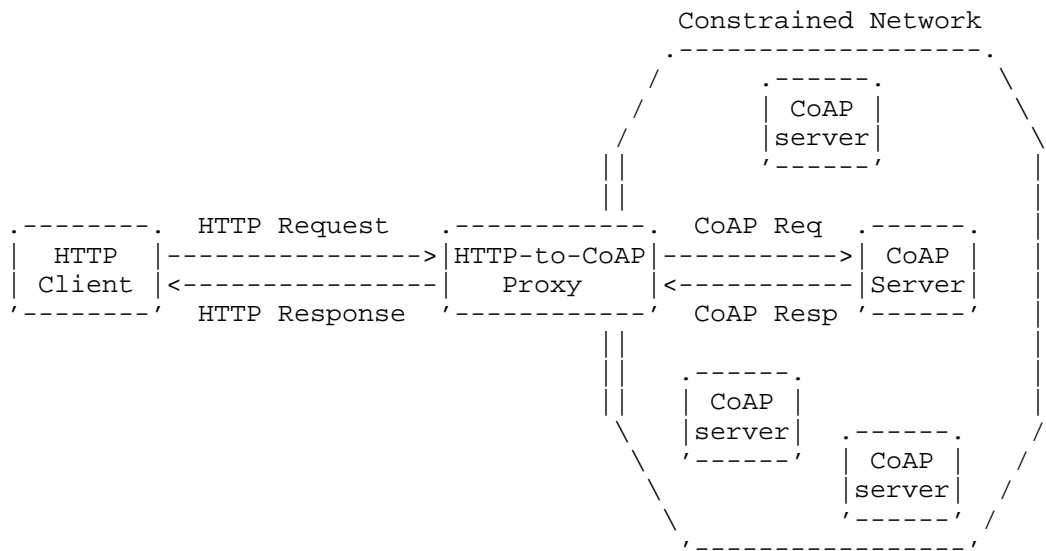 Constrained Network
CoAP
server
HTTP Request
CoAP Req
HTTP
Client
HTTP-to-CoAP
Proxy
CoAP
Server
HTTP Response
CoAP Resp
CoAP
server
CoAP
server